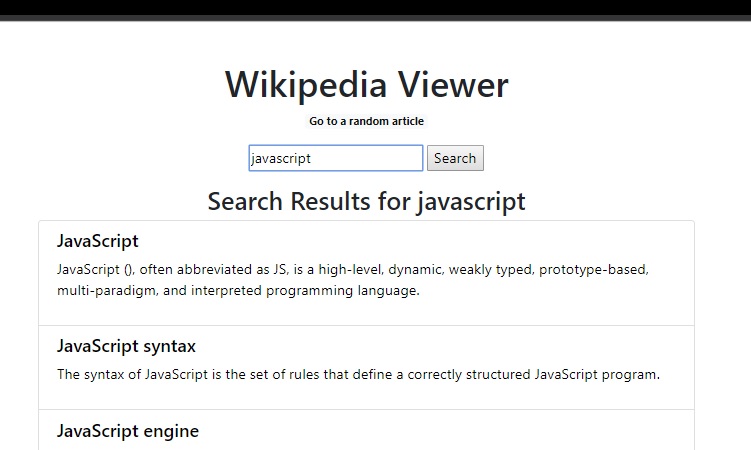 Wikipedia Viewer
Go to a random article
javascript Search
Search Results for javascript
JavaScript
JavaScript (), often abbreviated as JS, is a high-level, dynamic, weakly typed, prototype-based,
multi-paradigm, and interpreted programming language.
JavaScript syntax
The syntax of JavaScript is the set of rules that define a correctly structured JavaScript program.
JavaScript engine